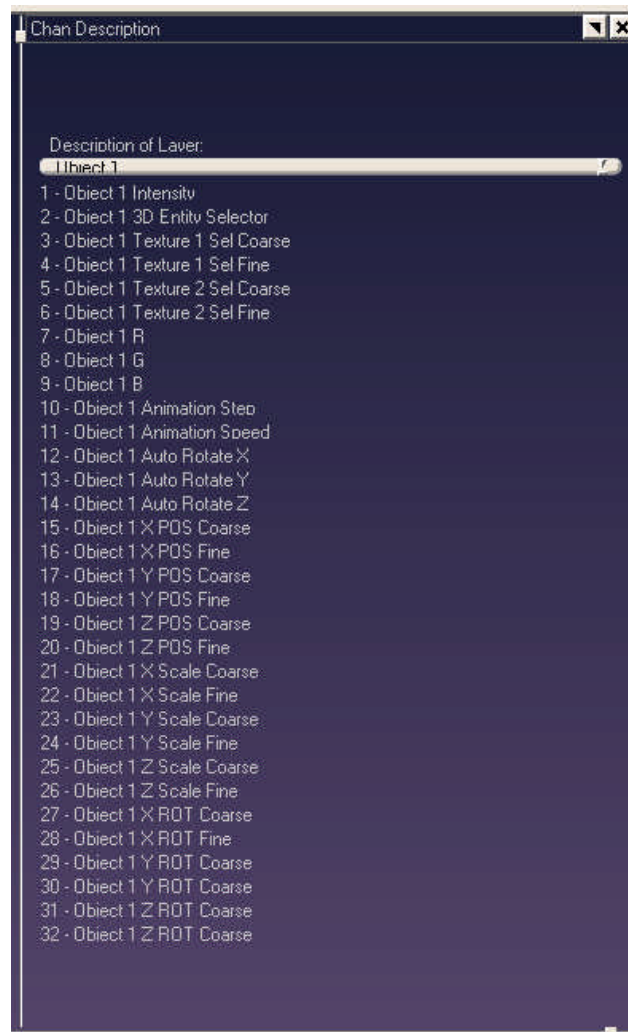 Chan Description
Description of Layer:
Object 1
1 - Object 1 Intensity
2 - Object 1 3D Entity Selector
3 - Object 1 Texture 1 Sel Coarse
4 - Object 1 Texture 1 Sel Fine
5 - Object 1 Texture 2 Sel Coarse
6 - Object 1 Texture 2 Sel Fine
7 - Object 1 R
8 - Object 1 G
9 - Object 1 B
10 - Object 1 Animation Step
11 - Object 1 Animation Speed
12 - Object 1 Auto Rotate X
13 - Object 1 Auto Rotate Y
14 - Object 1 Auto Rotate Z
15 - Object 1 X POS Coarse
16 - Object 1 X POS Fine
17 - Object 1 Y POS Coarse
18 - Object 1 Y POS Fine
19 - Object 1 Z POS Coarse
20 - Object 1 Z POS Fine
21 - Object 1 X Scale Coarse
22 - Object 1 X Scale Fine
23 - Object 1 Y Scale Coarse
24 - Object 1 Y Scale Fine
25 - Object 1 Z Scale Coarse
26 - Object 1 Z Scale Fine
27 - Object 1 X ROT Coarse
28 - Object 1 X ROT Fine
29 - Object 1 Y ROT Coarse
30 - Object 1 Y ROT Coarse
31 - Object 1 Z ROT Coarse
32 - Object 1 Z ROT Coarse